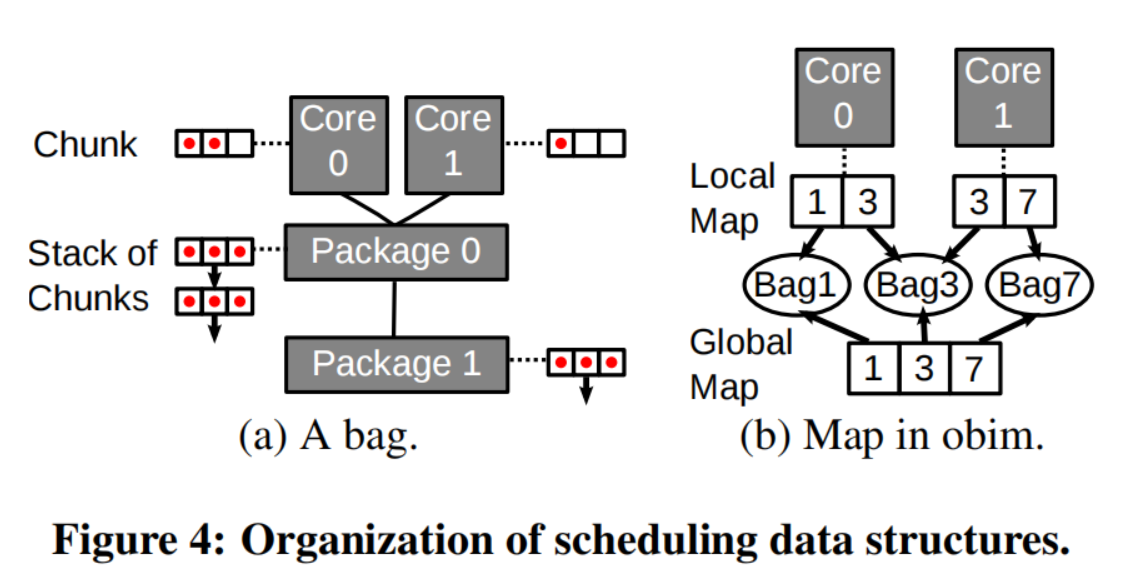 Chunk
Core
0
Core
1
Stack of
Chunks
Package 0
Package 1
(a) A bag.
Core
0
Core
1
Local
Map
1 3
3 7
Bag1 Bag3 Bag7
Global
Map
1 3 7
(b) Map in obim.
Figure 4: Organization of scheduling data structures.